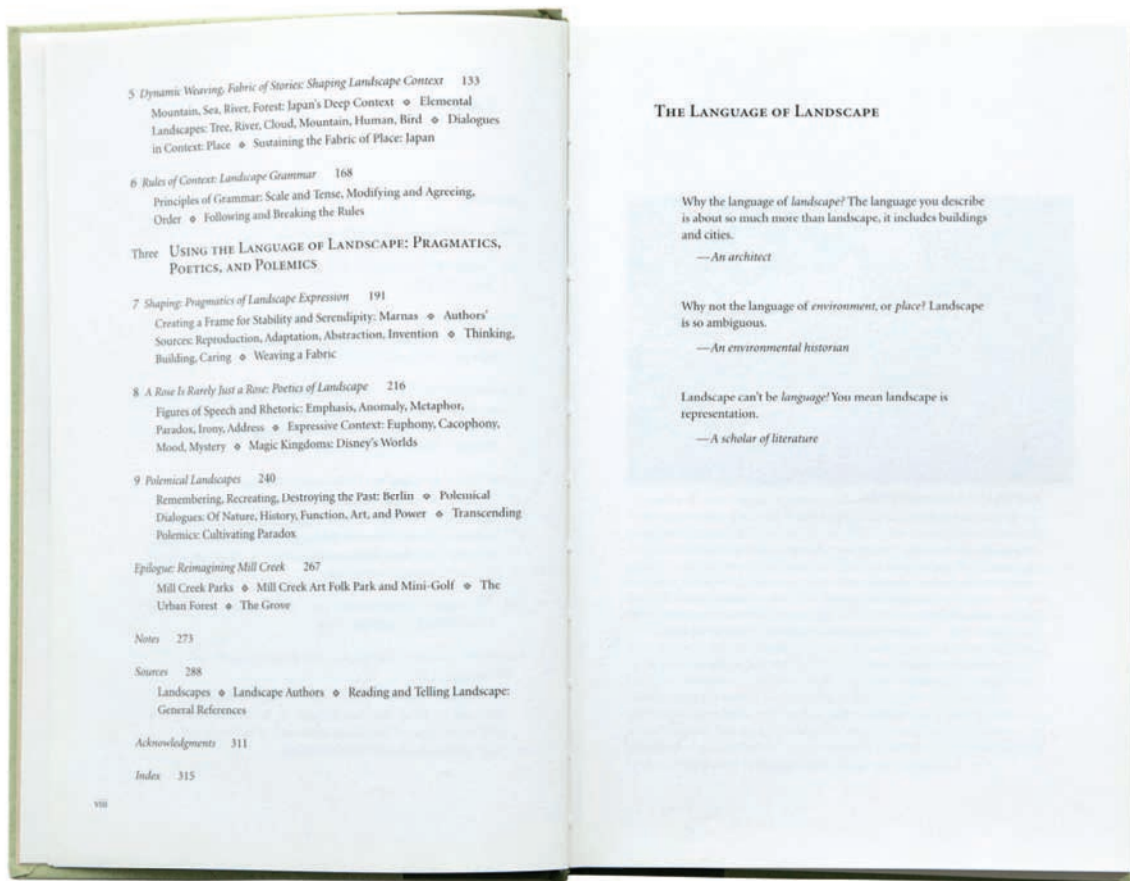 5 Dynamic Weaving, Fabric of Stories: Shaping Landscape Context 133
Mountain, Sea, River, Forest: Japan's Deep Context ❖ Elemental
Landscapes: Tree, River, Cloud, Mountain, Human, Bird ❖ Dialogues
in Context: Place ❖ Sustaining the Fabric of Place: Japan
6 Rules of Context: Landscape Grammar 168
Principles of Grammar: Scale and Tense, Modifying and Agreeing,
Order ❖ Following and Breaking the Rules
Three USING THE LANGUAGE OF LANDSCAPE: PRAGMATICS,
POETICS, AND POLEMICS
7 Shaping: Pragmatics of Landscape Expression 191
Creating a Frame for Stability and Serendipity: Marnas ❖ Authors'
Sources: Reproduction, Adaptation, Abstraction, Invention ❖ Thinking,
Building, Caring ❖ Weaving a Fabric
8 A Rose Is Rarely Just a Rose: Poetics of Landscape 216
Figures of Speech and Rhetoric: Emphasis, Anomaly, Metaphor,
Paradox, Irony, Address ❖ Expressive Context: Euphony, Cacophony,
Mood, Mystery ❖ Magic Kingdoms: Disney's Worlds
9 Polemical Landscapes 240
Remembering, Recreating, Destroying the Past: Berlin ❖ Polemical
Dialogues: Of Nature, History, Function, Art, and Power ❖ Transcending
Polemics: Cultivating Paradox
Epilogue: Reimagining Mill Creek 267
Mill Creek Parks ❖ Mill Creek Art Folk Park and Mini-Golf ❖ The
Urban Forest ❖ The Grove
Notes 273
Sources 288
Landscapes ❖ Landscape Authors ❖ Reading and Telling Landscape:
General References
Acknowledgments 311
Index 315
viii
THE LANGUAGE OF LANDSCAPE
Why the language of landscape? The language you describe
is about so much more than landscape, it includes buildings
and cities.
—An architect
Why not the language of environment, or place? Landscape
is so ambiguous.
—An environmental historian
Landscape can't be language! You mean landscape is
representation.
—A scholar of literature